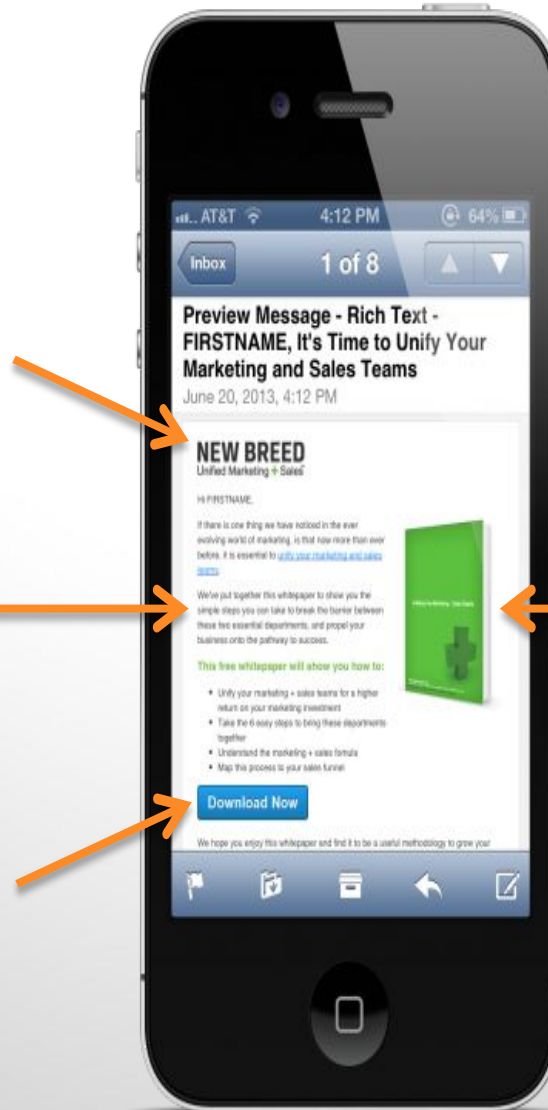 AT&T 4:12 PM 64%
Inbox 1 of 8
Preview Message - Rich Text -
FIRSTNAME, It's Time to Unify Your
Marketing and Sales Teams
June 20, 2013, 4:12 PM
NEW BREED
Unified Marketing + Sales
Hi FIRSTNAME,
If there is one thing we have noticed in the ever
evolving world of marketing, is that now more than ever
before, it is essential to unify your marketing and sales
teams.
We've put together this whitepaper to show you the
simple steps you can take to break the barrier between
these two essential departments, and propel your
business onto the pathway to success.
This free whitepaper will show you how to:
• Unify your marketing + sales teams for a higher
return on your marketing investment
• Take the 6 easy steps to bring these departments
together
• Understand the marketing + sales fomula
• Map this process to your sales funnel
Download Now
We hope you enjoy this whitepaper and find it to be a useful methodology to grow your